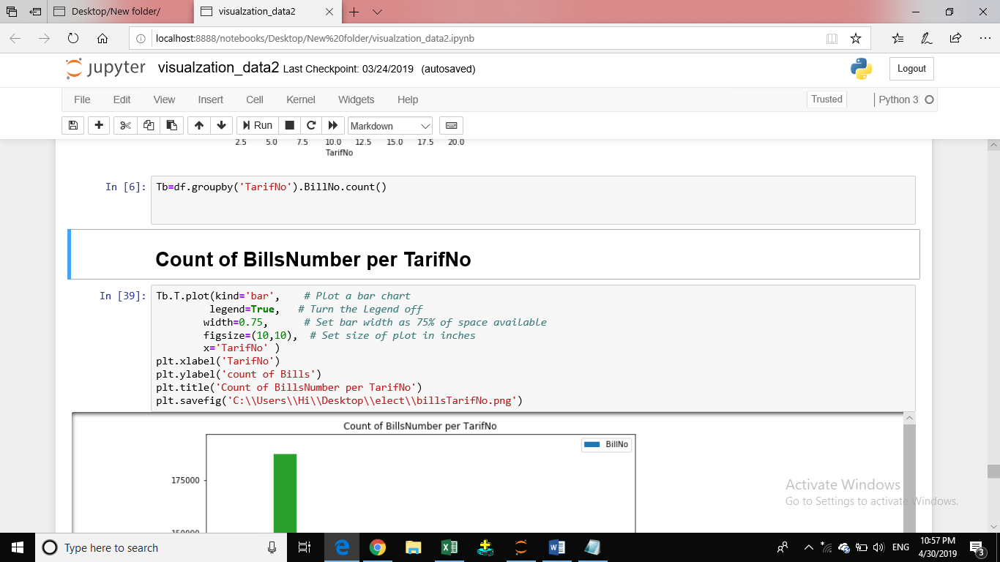 Desktop/New folder/
visualzation_data2
localhost:8888/notebooks/Desktop/New%20folder/visualzation_data2.ipynb
jupyter visualzation_data2 Last Checkpoint: 03/24/2019 (autosaved)
Logout
File Edit View Insert Cell Kernel Widgets Help
Trusted
Python 3
Run
Markdown
2.5 5.0 7.5 10.0 12.5 15.0 17.5 20.0
TarifNo
In [6]: Tb=df.groupby('TarifNo').BillNo.count()
Count of BillsNumber per TarifNo
In [39]: Tb.T.plot(kind='bar', # Plot a bar chart
legend=True, # Turn the Legend off
width=0.75, # Set bar width as 75% of space available
figsize=(10,10), # Set size of plot in inches
x='TarifNo' )
plt.xlabel('TarifNo')
plt.ylabel('count of Bills')
plt.title('Count of BillsNumber per TarifNo')
plt.savefig('C:\\Users\\Hi\\Desktop\\elect\\billsTarifNo.png')
Count of BillsNumber per TarifNo
BillNo
175000
150000
Activate Windows
Go to Settings to activate Windows.
Type here to search
ENG
10:57 PM
4/30/2019
3